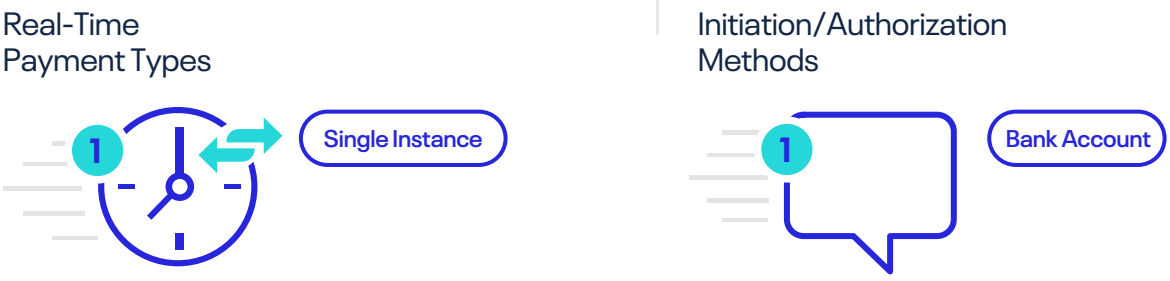 Real-Time
Payment Types
1
Single Instance
Initiation/Authorization
Methods
1
Bank Account